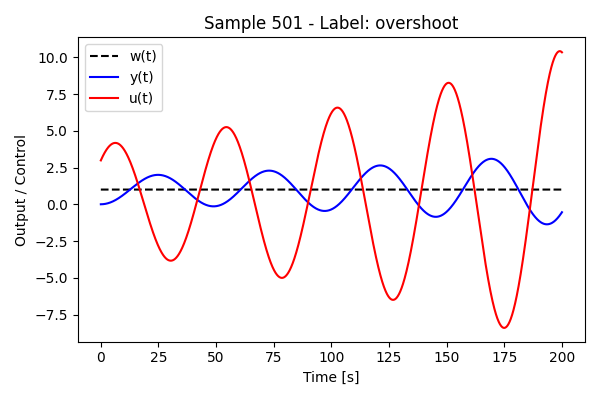 Sample 501 - Label: overshoot
w(t)
y(t)
u(t)
Output / Control
10.0
7.5
5.0
2.5
0.0
−2.5
−5.0
−7.5
0 25 50 75 100 125 150 175 200
Time [s]